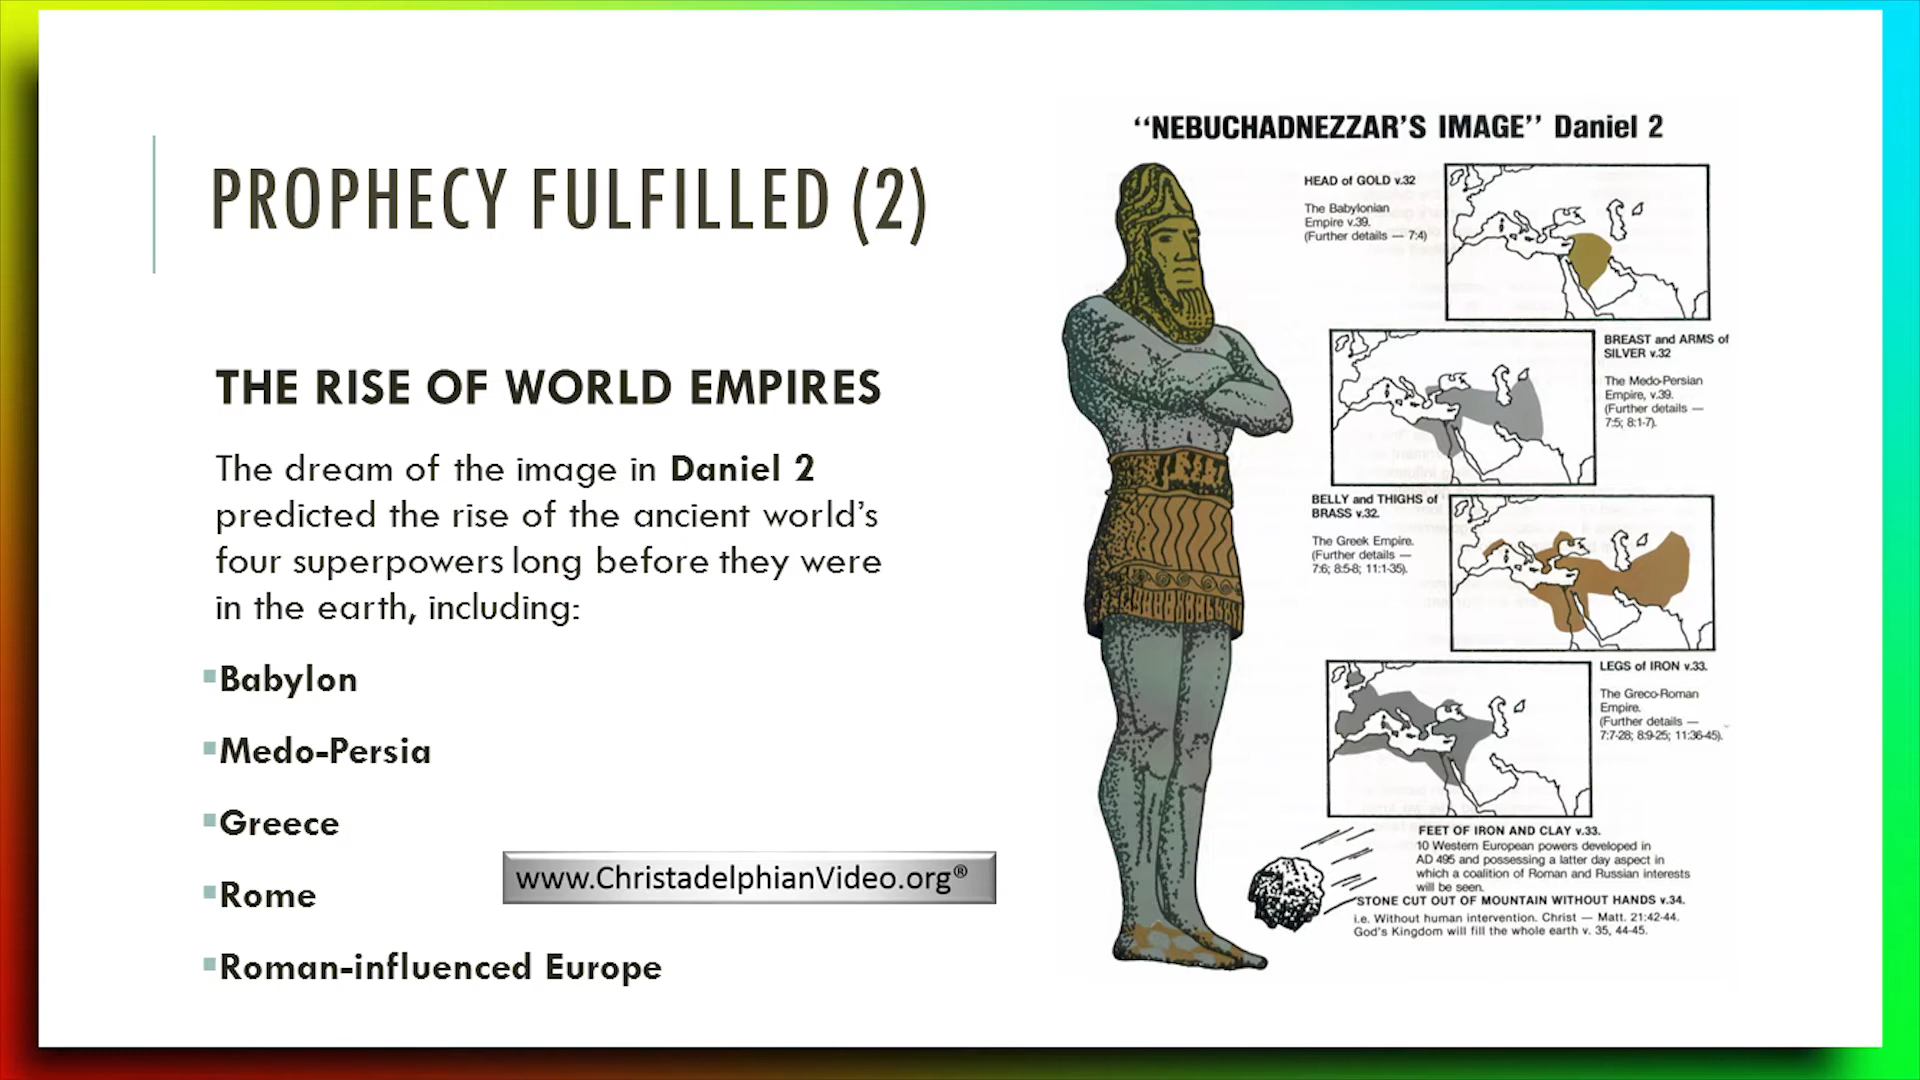 PROPHECY FULFILLED (2)
THE RISE OF WORLD EMPIRES
The dream of the image in Daniel 2
predicted the rise of the ancient world's
four superpowers long before they were
in the earth, including:
Babylon
Medo-Persia
Greece
Rome
Roman-influenced Europe
www.ChristadelphianVideo.org®
"NEBUCHADNEZZAR'S IMAGE" Daniel 2
HEAD of GOLD v.32
The Babylonian
Empire v.39.
(Further details — 7:4)
BREAST and ARMS of
SILVER v.32
The Medo-Persian
Empire, v.39.
(Further details —
7:5; 8:1-7).
BELLY and THIGHS of
BRASS v.32.
The Greek Empire.
(Further details —
7:6; 8:5-8; 11:1-35).
LEGS of IRON v.33.
The Greco-Roman
Empire.
(Further details —
7:7-28; 8:9-25; 11:36-45).
FEET OF IRON AND CLAY v.33.
10 Western European powers developed in
AD 495 and possessing a latter day aspect in
which a coalition of Roman and Russian interests
will be seen.
STONE CUT OUT OF MOUNTAIN WITHOUT HANDS v.34.
i.e. Without human intervention. Christ — Matt. 21:42-44.
God's Kingdom will fill the whole earth v. 35, 44-45.